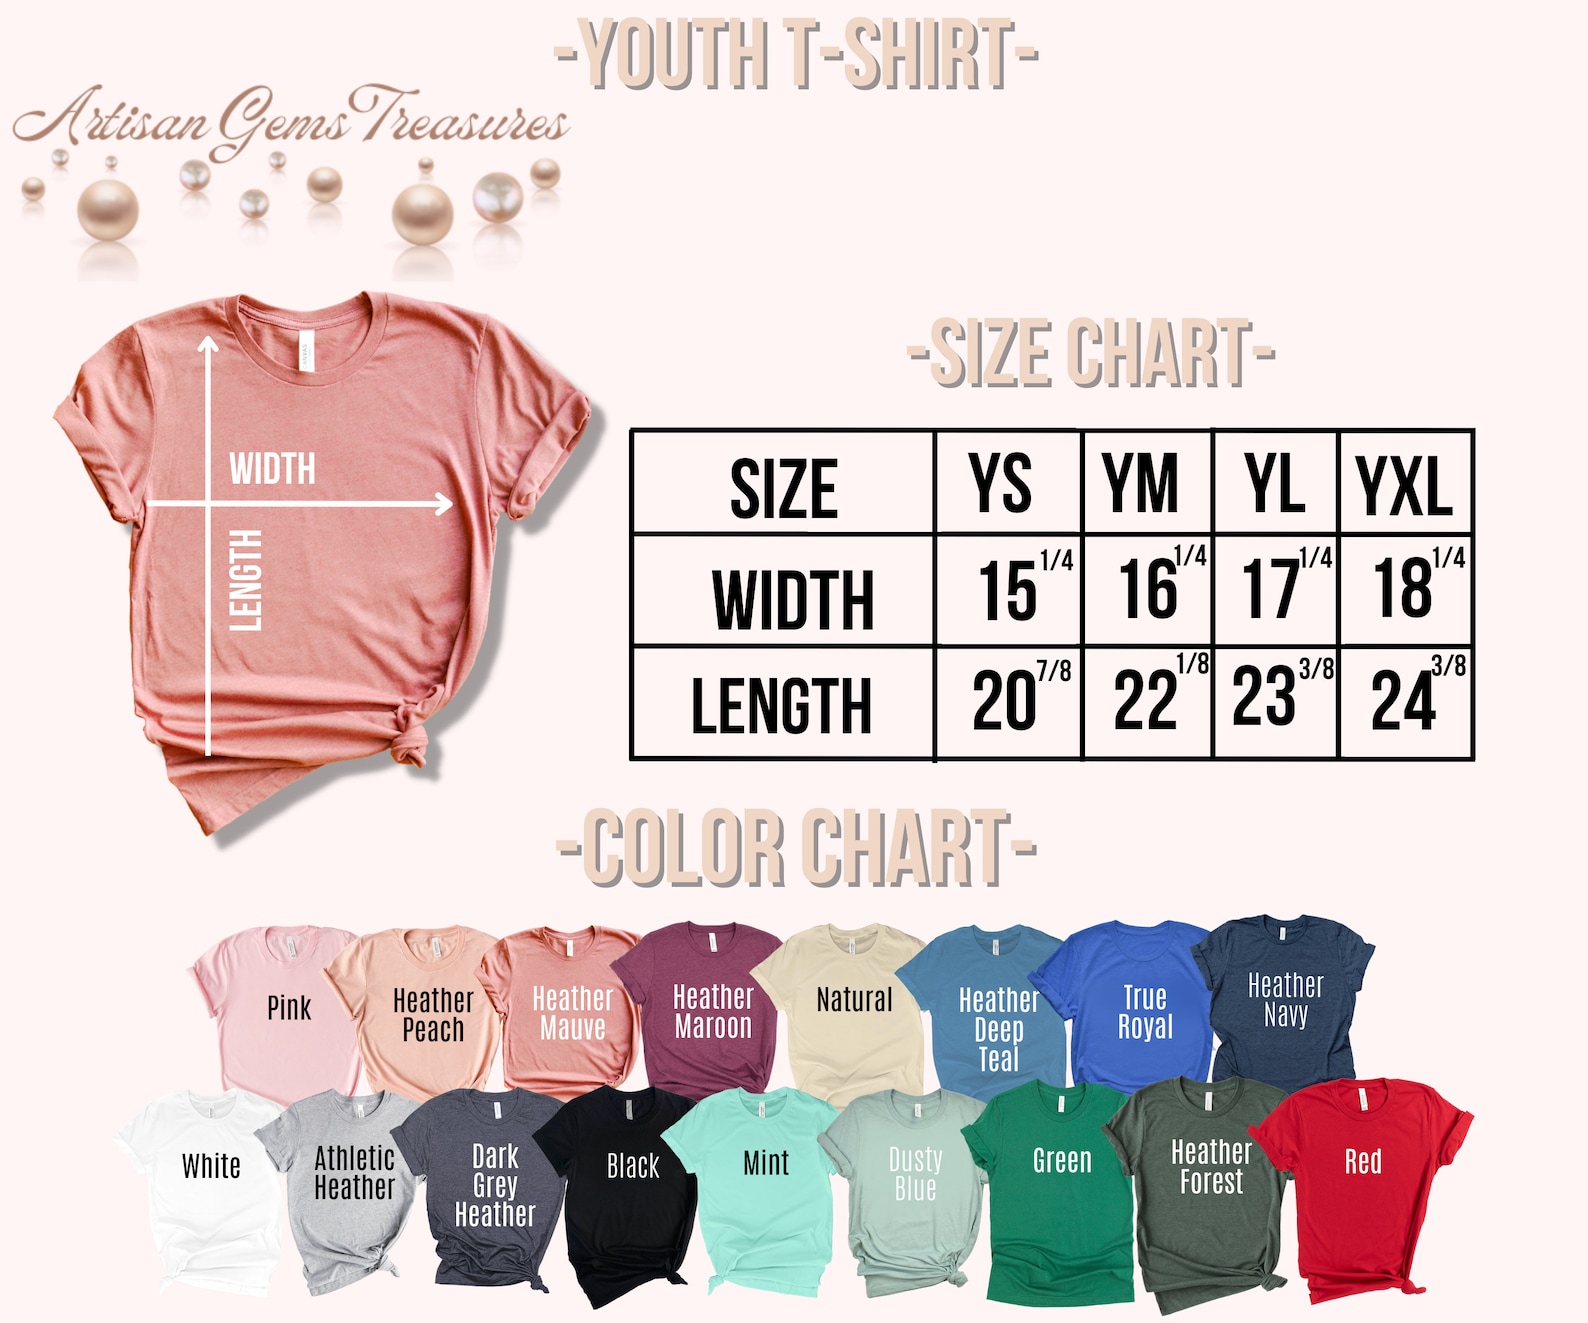 -YOUTH T-SHIRT-
Artisan Gems Treasures
WIDTH
LENGTH
-SIZE CHART-
SIZE YS YM YL YXL
WIDTH 15 1/4 16 1/4 17 1/4 18 1/4
LENGTH 20 7/8 22 1/8 23 3/8 24 3/8
-COLOR CHART-
Pink
Heather
Peach
Heather
Mauve
Heather
Maroon
Natural
Heather
Deep
Teal
True
Royal
Heather
Navy
White
Athletic
Heather
Dark
Grey
Heather
Black
Mint
Dusty
Blue
Green
Heather
Forest
Red